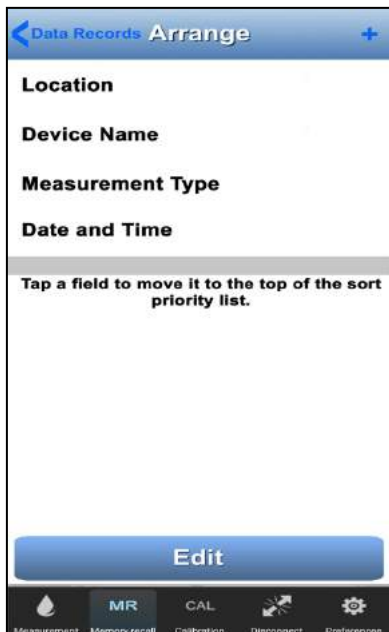 Data Records Arrange +
Location
Device Name
Measurement Type
Date and Time
Tap a field to move it to the top of the sort
priority list.
Edit
MR CAL
Measurement Memory recall Calibration Disconnect Preferences